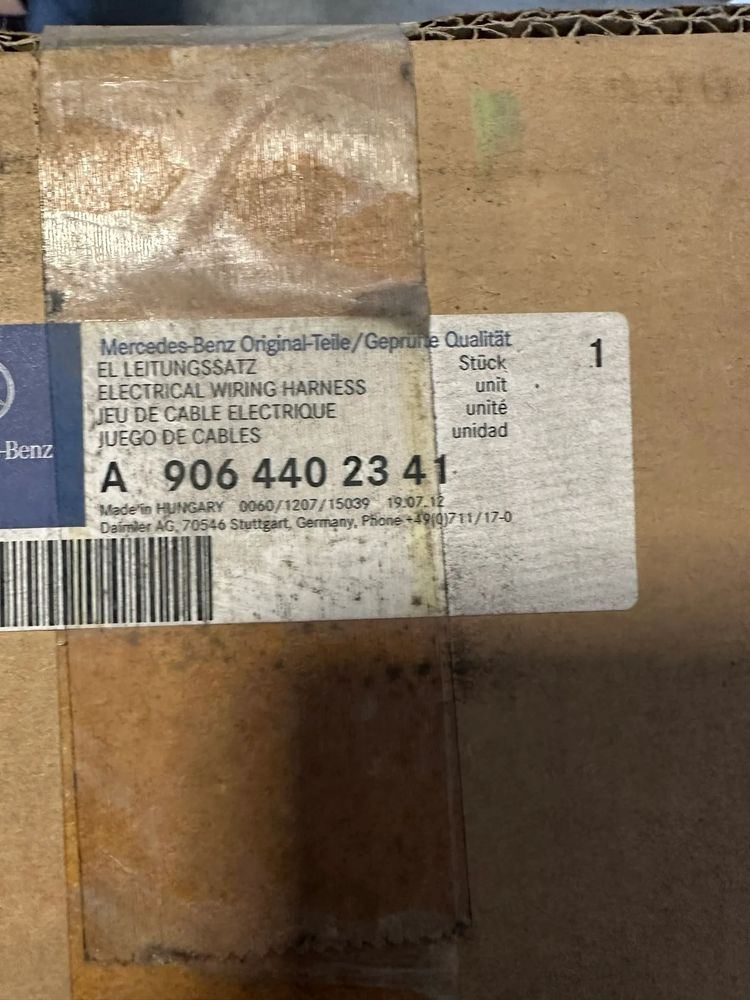 Mercedes-Benz Original-Teile/Geprüfte Qualität
EL LEITUNGSSATZ
ELECTRICAL WIRING HARNESS
JEU DE CABLE ELECTRIQUE
JUEGO DE CABLES
Stück
unit
unité
unidad
1
-Benz
A 906 440 23 41
Made in HUNGARY 0060/1207/15039 19.07.12
Daimler AG, 70546 Stuttgart, Germany, Phone +49(0)711/17-0